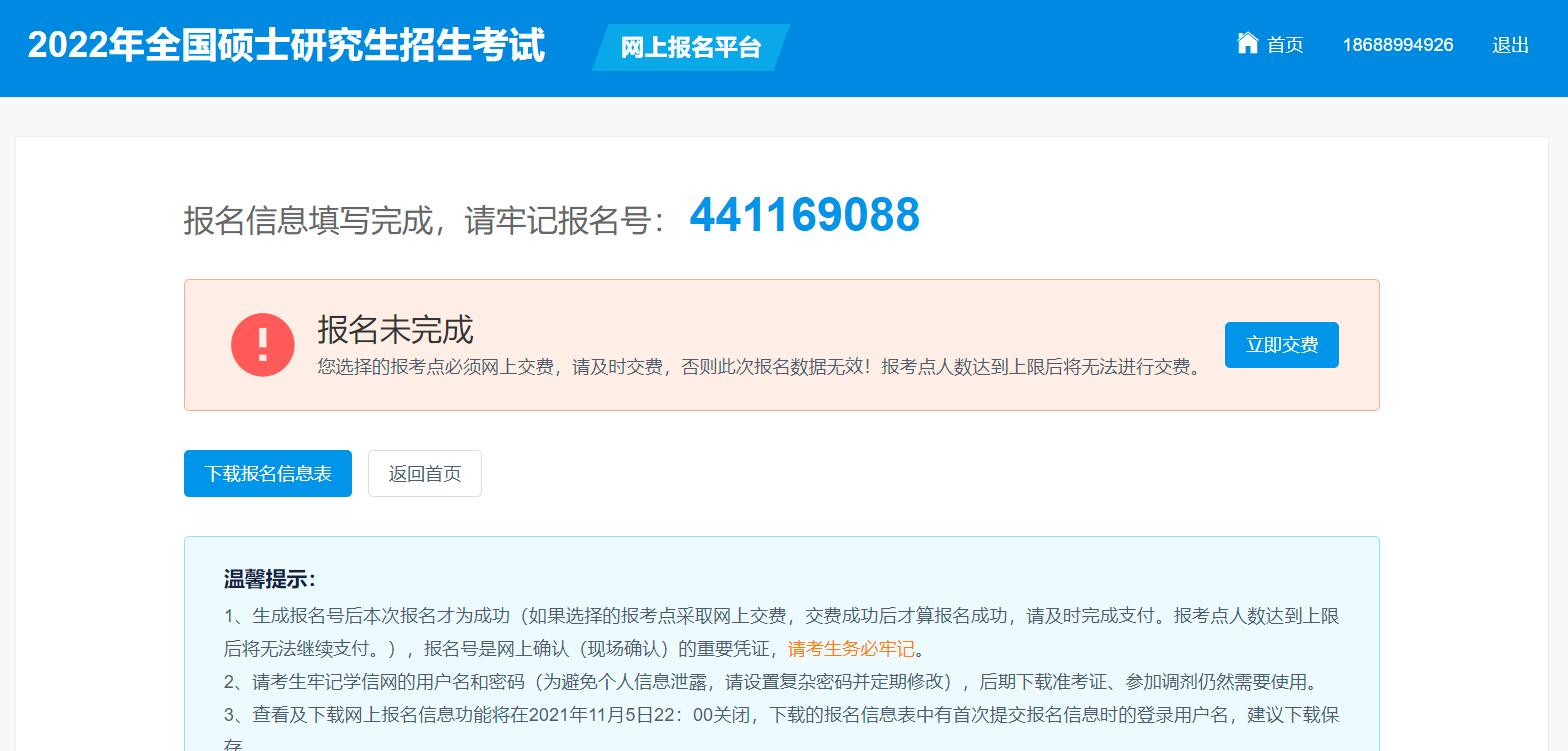 2022年全国硕士研究生招生考试 网上报名平台 首页 18688994926 退出
报名信息填写完成，请牢记报名号： 441169088
报名未完成
您选择的报考点必须网上交费，请及时交费，否则此次报名数据无效！报考点人数达到上限后将无法进行交费。
立即交费
下载报名信息表 返回首页
温馨提示：
1、生成报名号后本次报名才为成功（如果选择的报考点采取网上交费，交费成功后才算报名成功，请及时完成支付。报考点人数达到上限
后将无法继续支付。），报名号是网上确认（现场确认）的重要凭证，请考生务必牢记。
2、请考生牢记学信网的用户名和密码（为避免个人信息泄露，请设置复杂密码并定期修改），后期下载准考证、参加调剂仍然需要使用。
3、查看及下载网上报名信息功能将在2021年11月5日22：00关闭，下载的报名信息表中有首次提交报名信息时的登录用户名，建议下载保
存